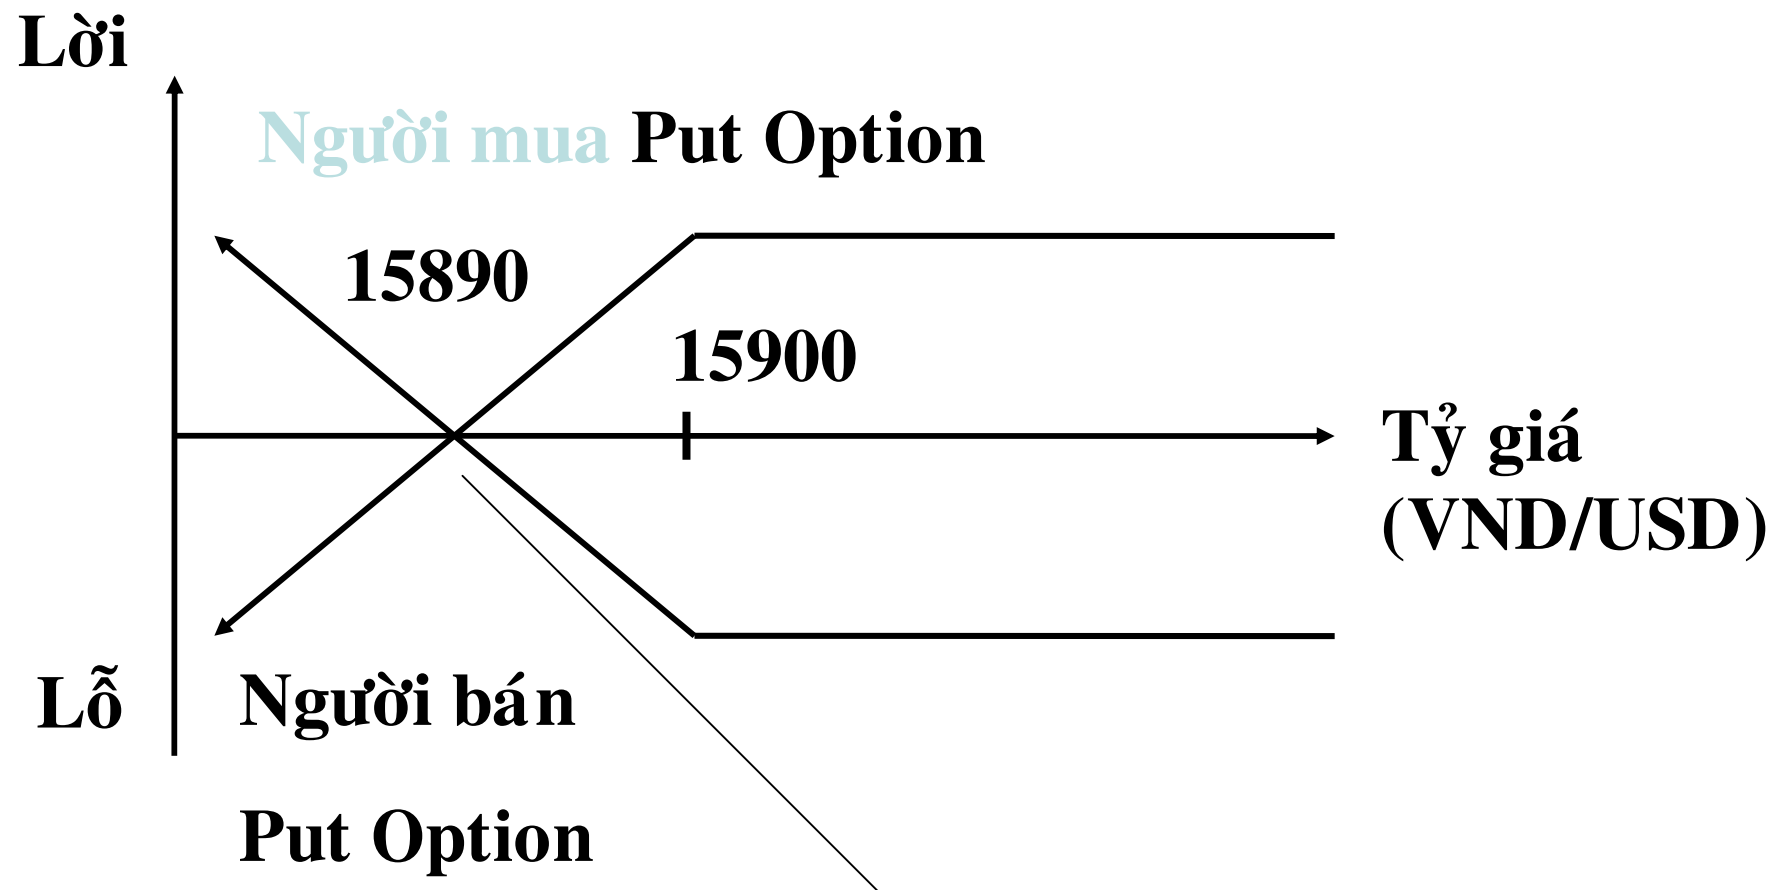 Lời
Người mua Put Option
15890
15900
Tỷ giá
(VND/USD)
Lỗ
Người bán
Put Option